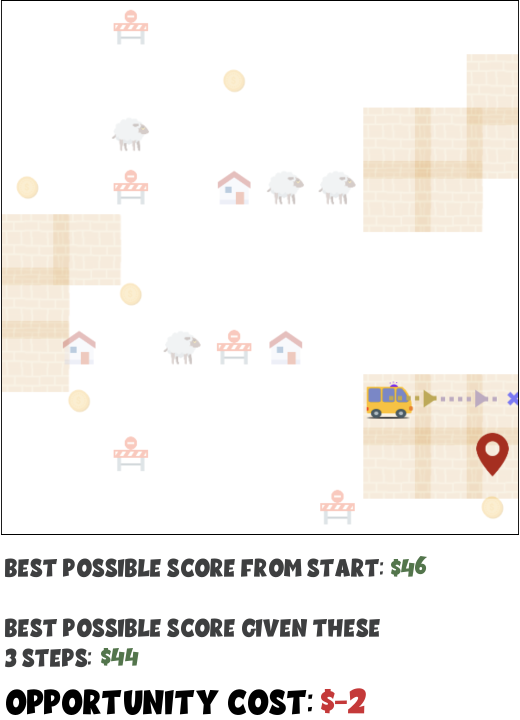 BEST POSSIBLE SCORE FROM START: $46
BEST POSSIBLE SCORE GIVEN THESE
3 STEPS: $44
OPPORTUNITY COST: $-2